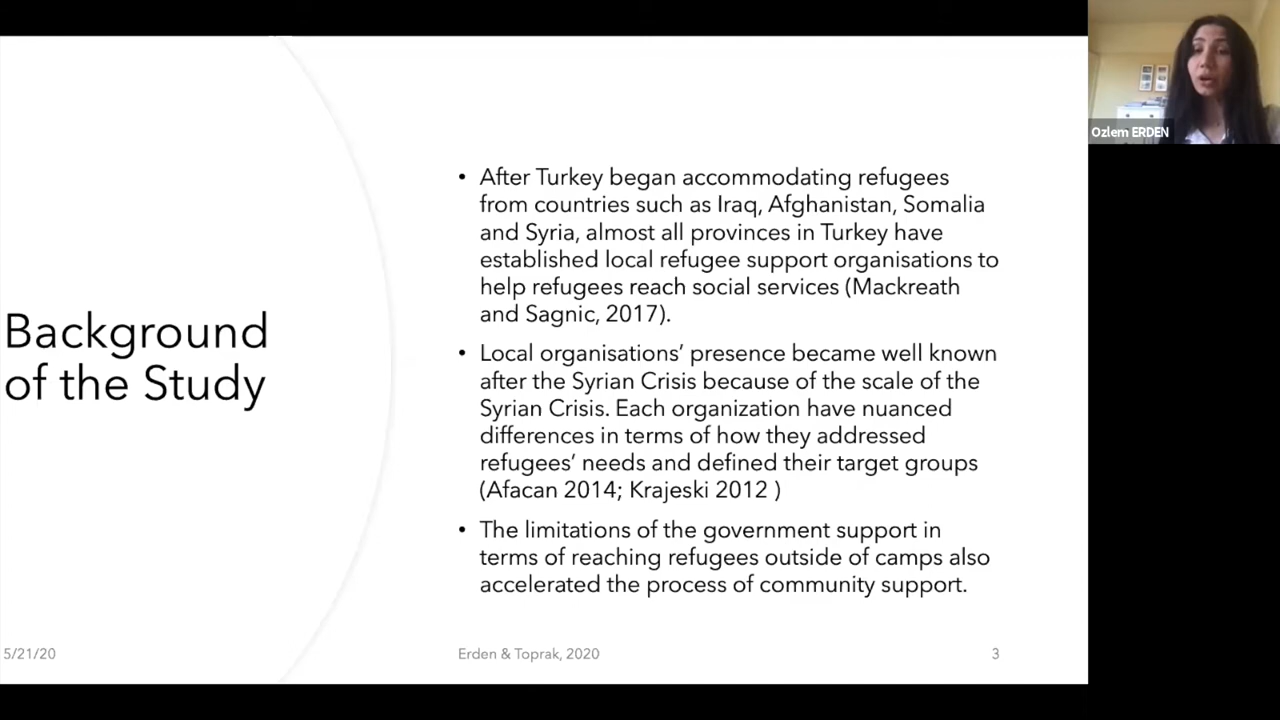 Background
of the Study
• After Turkey began accommodating refugees
from countries such as Iraq, Afghanistan, Somalia
and Syria, almost all provinces in Turkey have
established local refugee support organisations to
help refugees reach social services (Mackreath
and Sagnic, 2017).
• Local organisations’ presence became well known
after the Syrian Crisis because of the scale of the
Syrian Crisis. Each organization have nuanced
differences in terms of how they addressed
refugees’ needs and defined their target groups
(Afacan 2014; Krajeski 2012 )
• The limitations of the government support in
terms of reaching refugees outside of camps also
accelerated the process of community support.
5/21/20
Erden & Toprak, 2020
3
Ozlem ERDEN